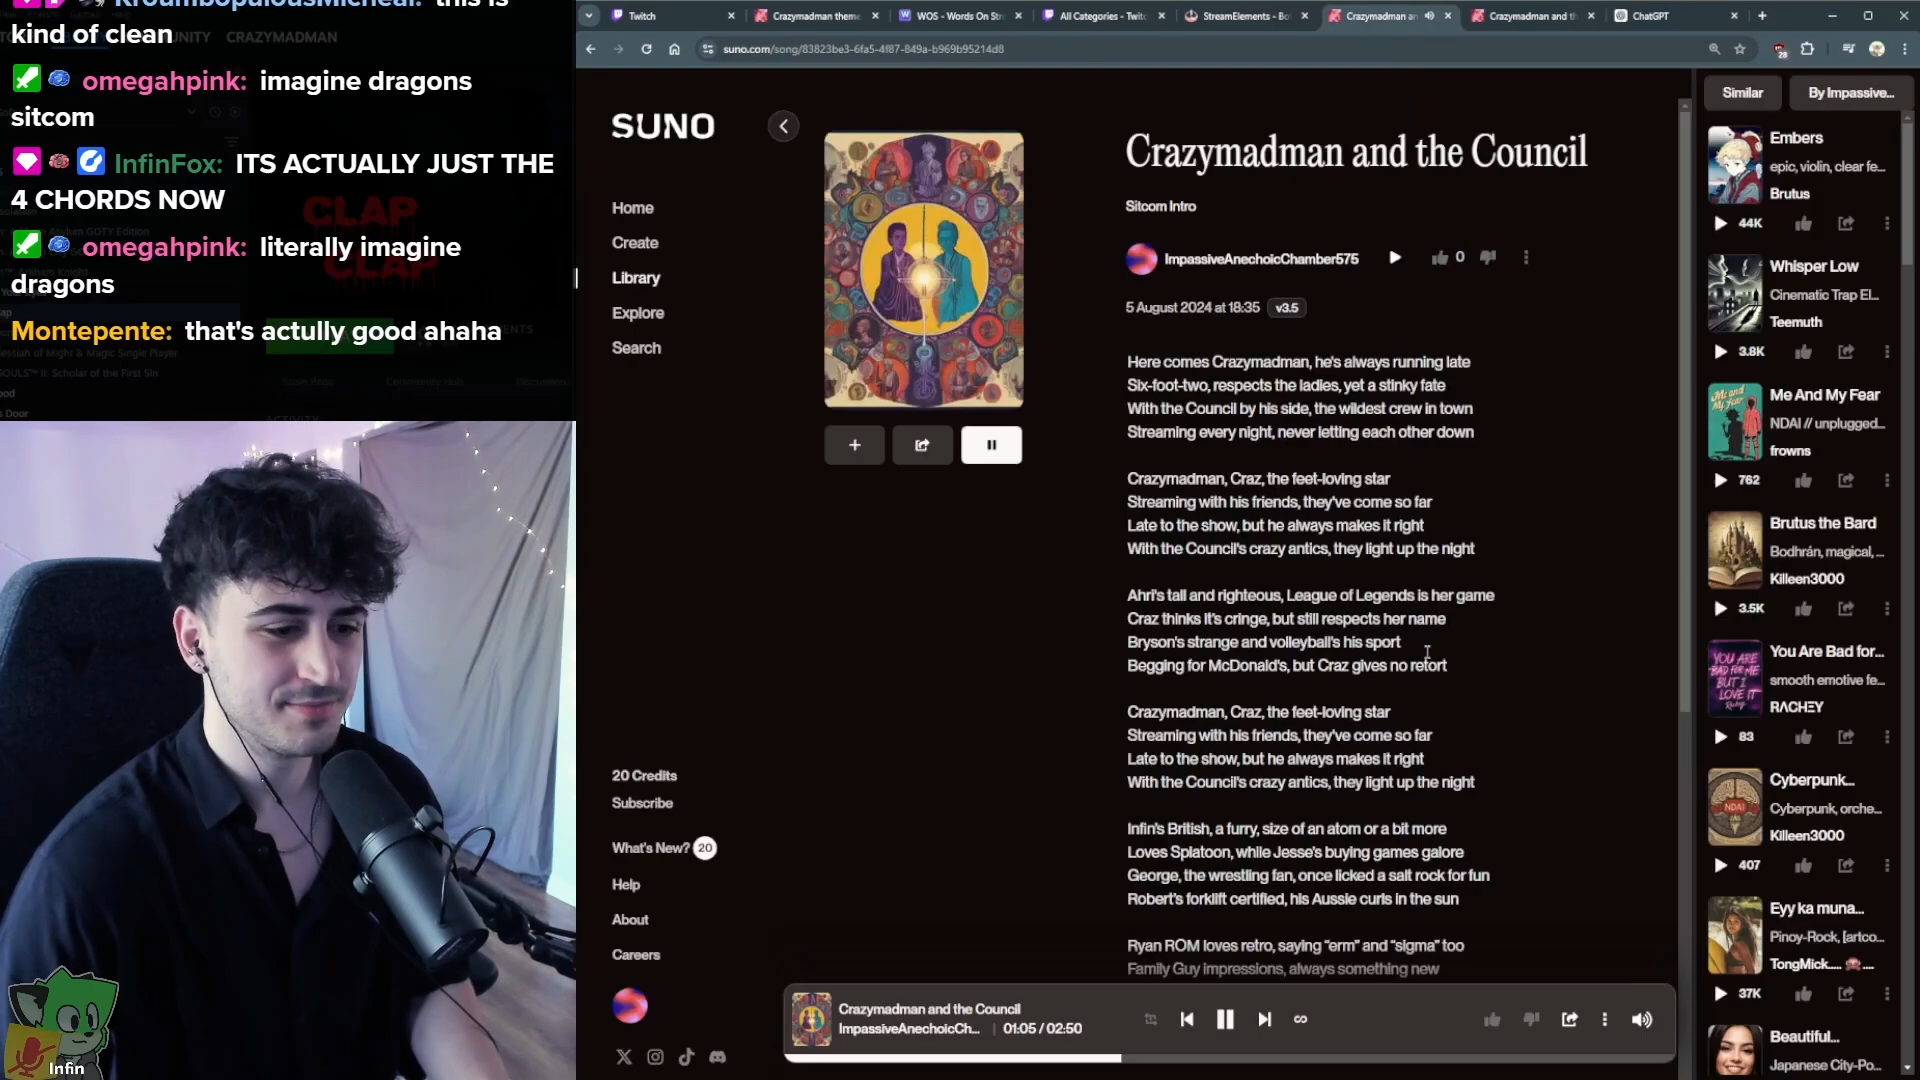 kind of clean
omegahpink: imagine dragons
sitcom
InfinFox: ITS ACTUALLY JUST THE
4 CHORDS NOW
omegahpink: literally imagine
dragons
Montepente: that's actully good ahaha
CRAZYMADMAN
CLAP
CLAP
Infin
Twitch
Crazymadman them
WOS - Words On Str
All Categories - Twitc
StreamElements - Bo
Crazymadman an
Crazymadman and th
ChatGPT
suno.com/song/83823be3-6fa5-4f87-849a-b969b95214d8
28
SUNO
Home
Create
Library
Explore
Search
20 Credits
Subscribe
What's New? 20
Help
About
Careers
Crazymadman and the Council
Sitcom Intro
ImpassiveAnechoicChamber575
0
5 August 2024 at 18:35 v3.5
Here comes Crazymadman, he's always running late
Six-foot-two, respects the ladies, yet a stinky fate
With the Council by his side, the wildest crew in town
Streaming every night, never letting each other down
Crazymadman, Craz, the feet-loving star
Streaming with his friends, they've come so far
Late to the show, but he always makes it right
With the Council's crazy antics, they light up the night
Ahri's tall and righteous, League of Legends is her game
Craz thinks it's cringe, but still respects her name
Bryson's strange and volleyball's his sport
Begging for McDonald's, but Craz gives no retort
Crazymadman, Craz, the feet-loving star
Streaming with his friends, they've come so far
Late to the show, but he always makes it right
With the Council's crazy antics, they light up the night
Infin's British, a furry, size of an atom or a bit more
Loves Splatoon, while Jesse's buying games galore
George, the wrestling fan, once licked a salt rock for fun
Robert's forklift certified, his Aussie curls in the sun
Ryan ROM loves retro, saying “erm” and “sigma” too
Family Guy impressions, always something new
Crazymadman and the Council
ImpassiveAnechoicCh... 01:05 / 02:50
Similar
By Impassive...
Embers
epic, violin, clear fe...
Brutus
44K
Whisper Low
Cinematic Trap El...
Teemuth
3.8K
Me And My Fear
NDAI // unplugged...
frowns
762
Brutus the Bard
Bodhrán, magical, ...
Killeen3000
3.5K
YOU ARE
BAD FOR ME
BUT I
LOVE IT
You Are Bad for...
smooth emotive fe...
RACHEY
83
NDAI
Cyberpunk...
Cyberpunk, orche...
Killeen3000
407
Eyy ka muna...
Pinoy-Rock, [artco...
TongMick.....
37K
Beautiful...
Japanese City-Po...